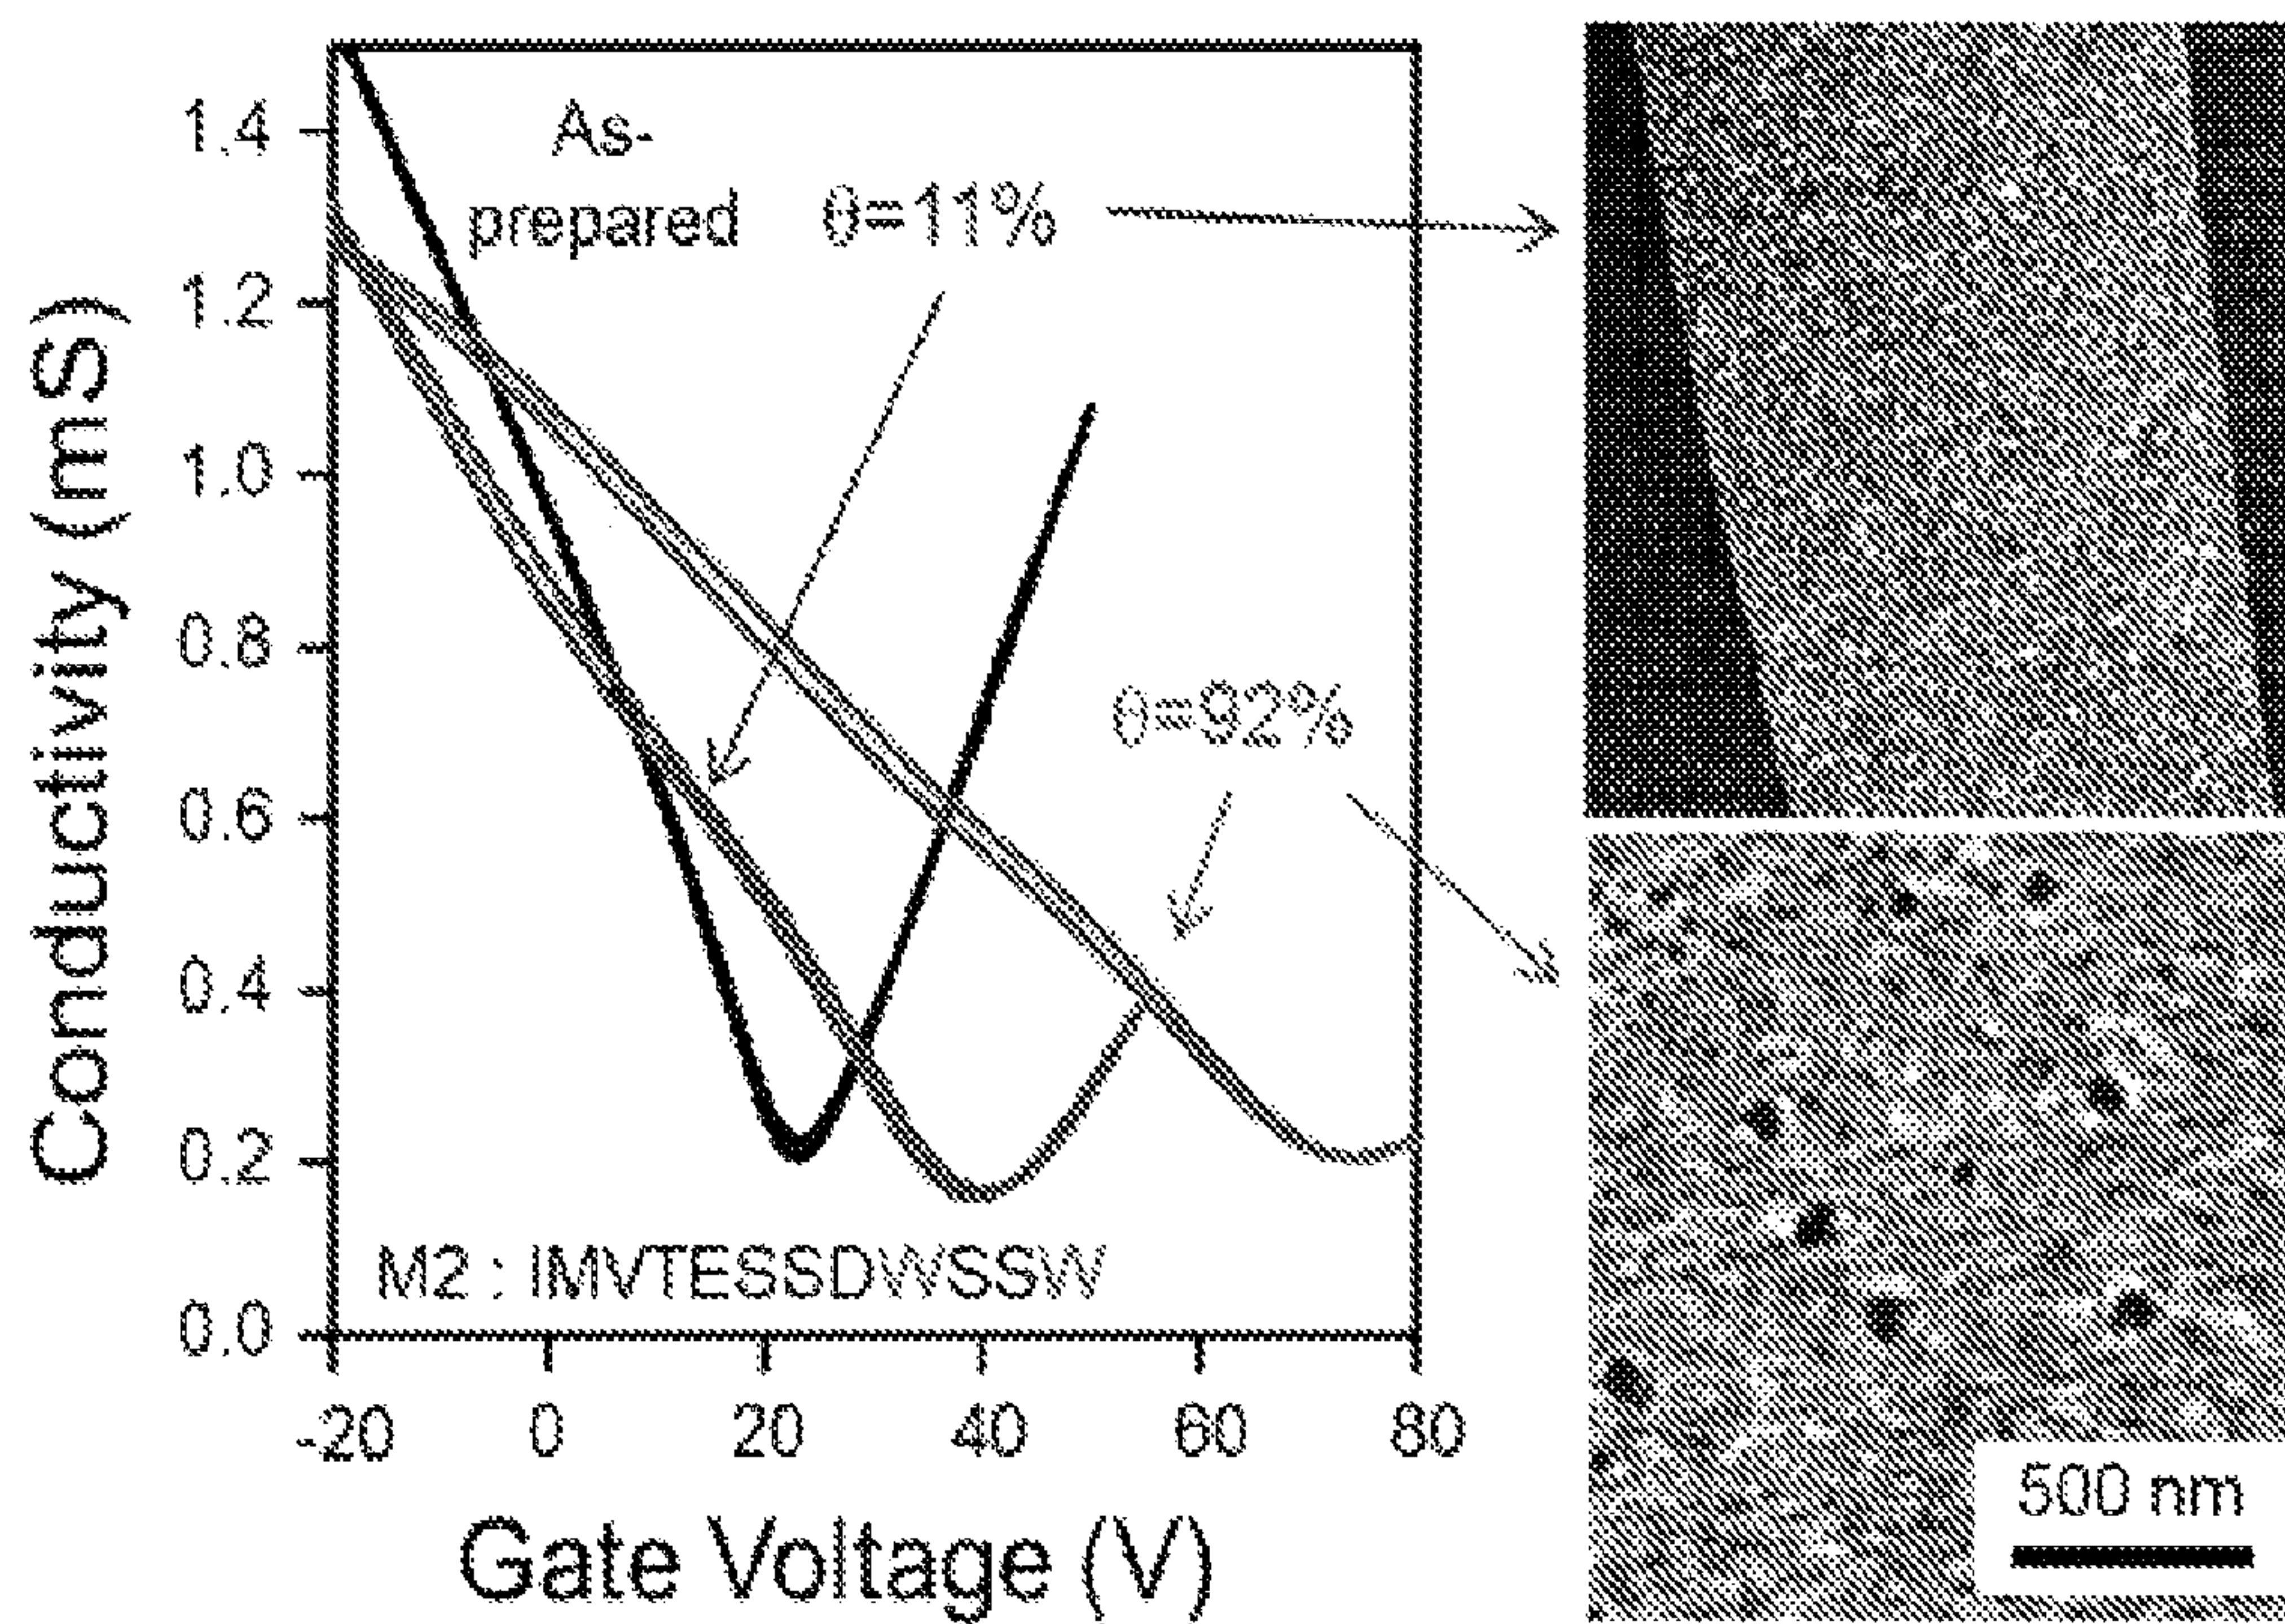 Conductivity (mS)
1.4
1.2
1.0
0.8
0.6
0.4
0.2
0.0
As-
prepared θ=11%
θ=92%
M2 : IMVTESSDWSSW
-20 0 20 40 60 80
Gate Voltage (V)
500 nm